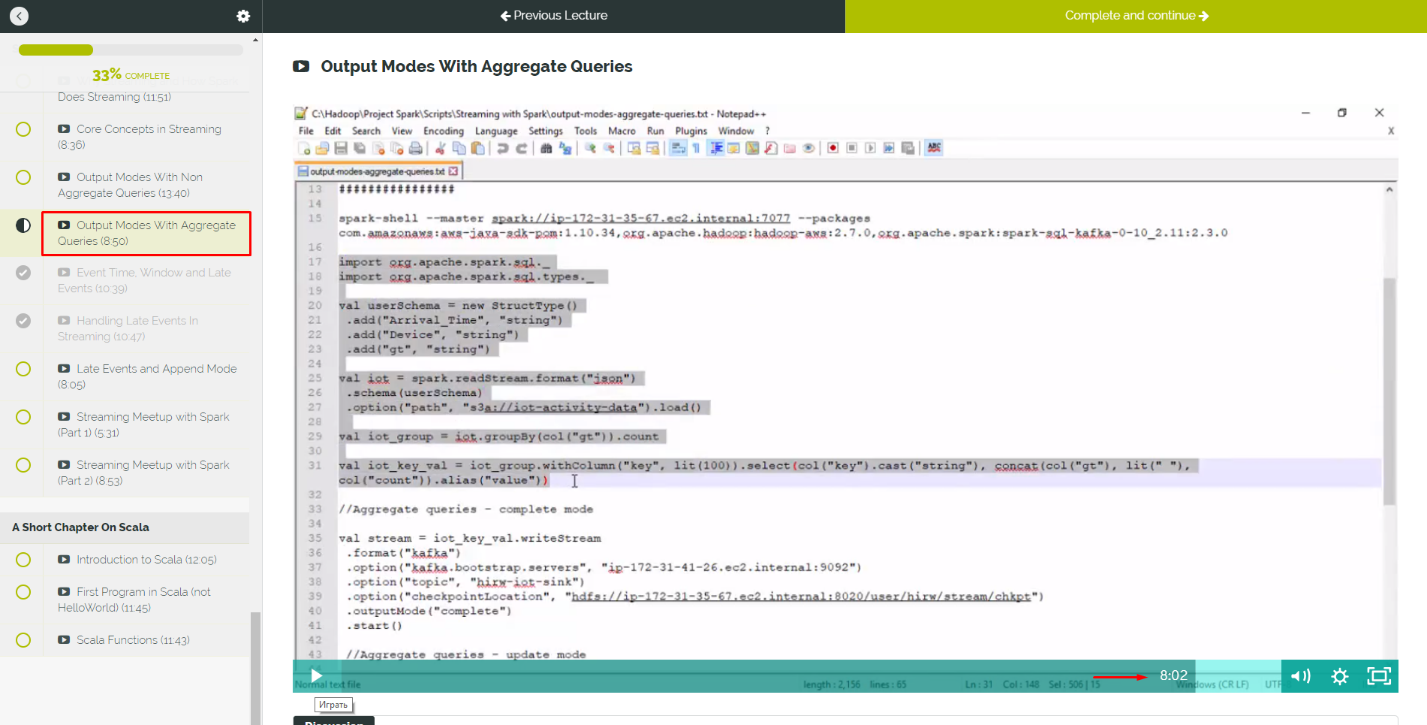 Previous Lecture
Complete and continue
33% COMPLETE
Does Streaming (11:51)
Core Concepts in Streaming
(8:36)
Output Modes With Non
Aggregate Queries (13:40)
Output Modes With Aggregate
Queries (8:50)
Event Time, Window and Late
Events (10:39)
Handling Late Events In
Streaming (10:47)
Late Events and Append Mode
(8:05)
Streaming Meetup with Spark
(Part 1) (5:31)
Streaming Meetup with Spark
(Part 2) (8:53)
A Short Chapter On Scala
Introduction to Scala (12:05)
First Program in Scala (not
HelloWorld) (11:45)
Scala Functions (11:43)
Output Modes With Aggregate Queries
C:\Hadoop\Project Spark\Scripts\Streaming with Spark\output-modes-aggregate-queries.txt - Notepad++
File Edit Search View Encoding Language Settings Tools Macro Run Plugins Window ? X
output-modes-aggregate-queries.txt
13 ################
14
15 spark-shell --master spark://ip-172-31-35-67.ec2.internal:7077 --packages
com.amazonaws:aws-java-sdk-pom:1.10.34,org.apache.hadoop:hadoop-aws:2.7.0,org.apache.spark:spark-sql-kafka-0-10_2.11:2.3.0
16
17 import org.apache.spark.sql._
18 import org.apache.spark.sql.types._
19
20 val userSchema = new StructType()
21 .add("Arrival_Time", "string")
22 .add("Device", "string")
23 .add("gt", "string")
24
25 val iot = spark.readStream.format("json")
26 .schema(userSchema)
27 .option("path", "s3a://iot-activity-data").load()
28
29 val iot_group = iot.groupBy(col("gt")).count
30
31 val iot_key_val = iot_group.withColumn("key", lit(100)).select(col("key").cast("string"), concat(col("gt"), lit(" "),
col("count")).alias("value"))
32
33 //Aggregate queries - complete mode
34
35 val stream = iot_key_val.writeStream
36 .format("kafka")
37 .option("kafka.bootstrap.servers", "ip-172-31-41-26.ec2.internal:9092")
38 .option("topic", "hirw-iot-sink")
39 .option("checkpointLocation", "hdfs://ip-172-31-35-67.ec2.internal:8020/user/hirw/stream/chkpt")
40 .outputMode("complete")
41 .start()
42
43 //Aggregate queries - update mode
8:02
Normal text file length : 2,156 lines : 65 Ln : 31 Col : 148 Sel : 506 | 15 Windows (CR LF) UTF
Играть
Discussion